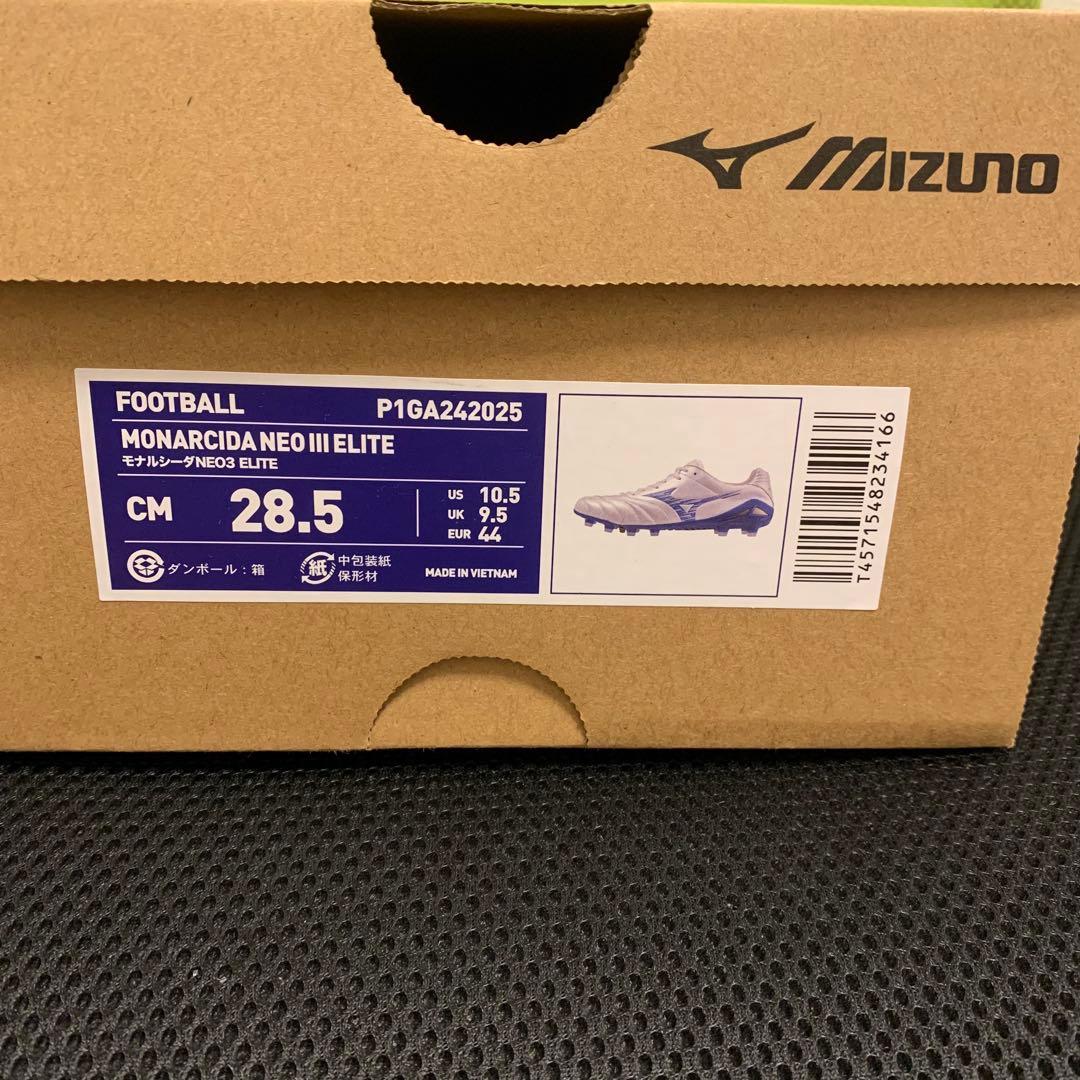 MIZUNO
FOOTBALL P1GA242025
MONARCIDA NEO III ELITE
モナルシーダNEO3 ELITE
CM 28.5
US 10.5
UK 9.5
EUR 44
ダンボール：箱
紙 中包装紙
保形材
MADE IN VIETNAM
T4571548234166